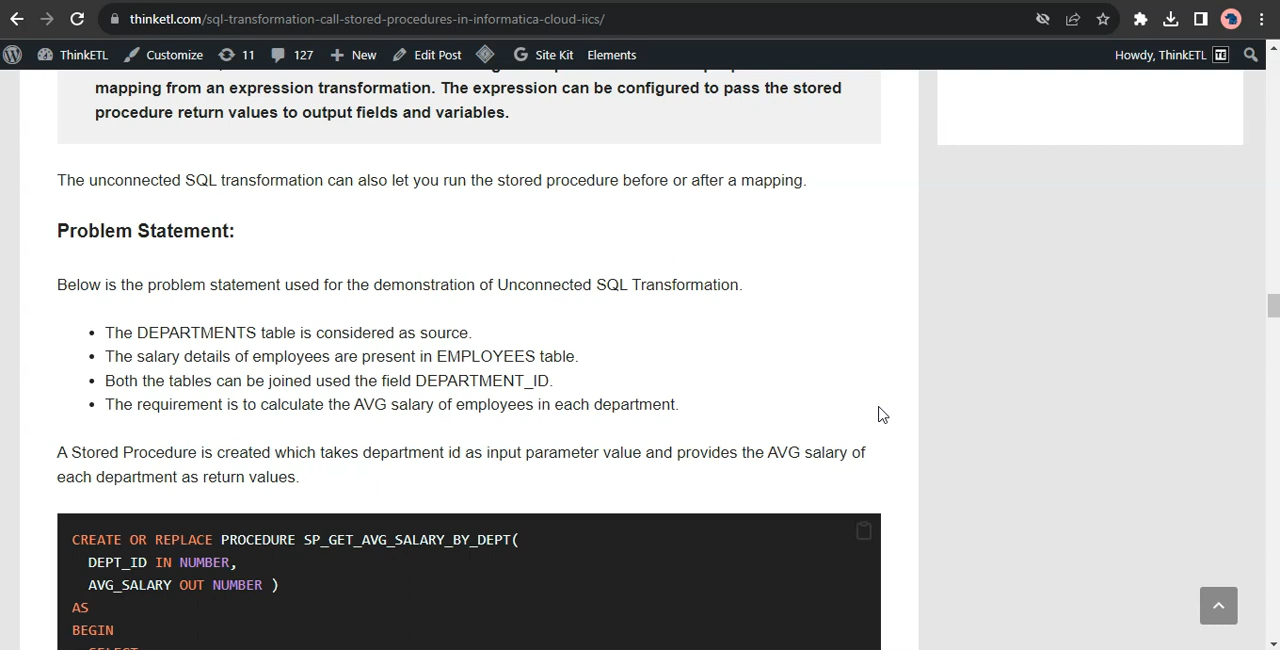 thinketl.com/sql-transformation-call-stored-procedures-in-informatica-cloud-iics/
ThinkETL Customize 11 127 New Edit Post Site Kit Elements Howdy, ThinkETL TE
mapping from an expression transformation. The expression can be configured to pass the stored
procedure return values to output fields and variables.
The unconnected SQL transformation can also let you run the stored procedure before or after a mapping.
Problem Statement:
Below is the problem statement used for the demonstration of Unconnected SQL Transformation.
• The DEPARTMENTS table is considered as source.
• The salary details of employees are present in EMPLOYEES table.
• Both the tables can be joined used the field DEPARTMENT_ID.
• The requirement is to calculate the AVG salary of employees in each department.
A Stored Procedure is created which takes department id as input parameter value and provides the AVG salary of
each department as return values.
CREATE OR REPLACE PROCEDURE SP_GET_AVG_SALARY_BY_DEPT(
DEPT_ID IN NUMBER,
AVG_SALARY OUT NUMBER )
AS
BEGIN
SELECT